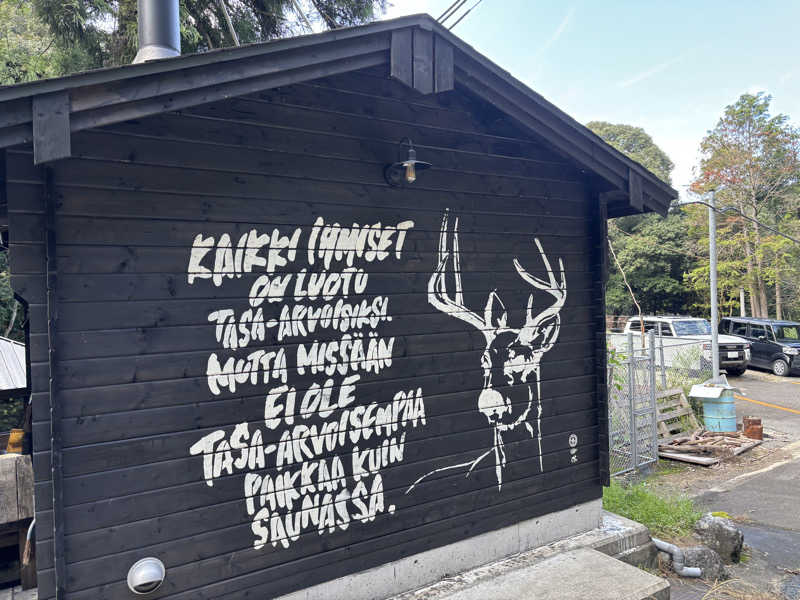 KAIKKI IHMISET
ON LUOTU
TASA-ARVOISIKSI.
MUTTA MISSÄÄN
EI OLE
TASA-ARVOISEMPAA
PAIKKAA KUIN
SAUNASSA.